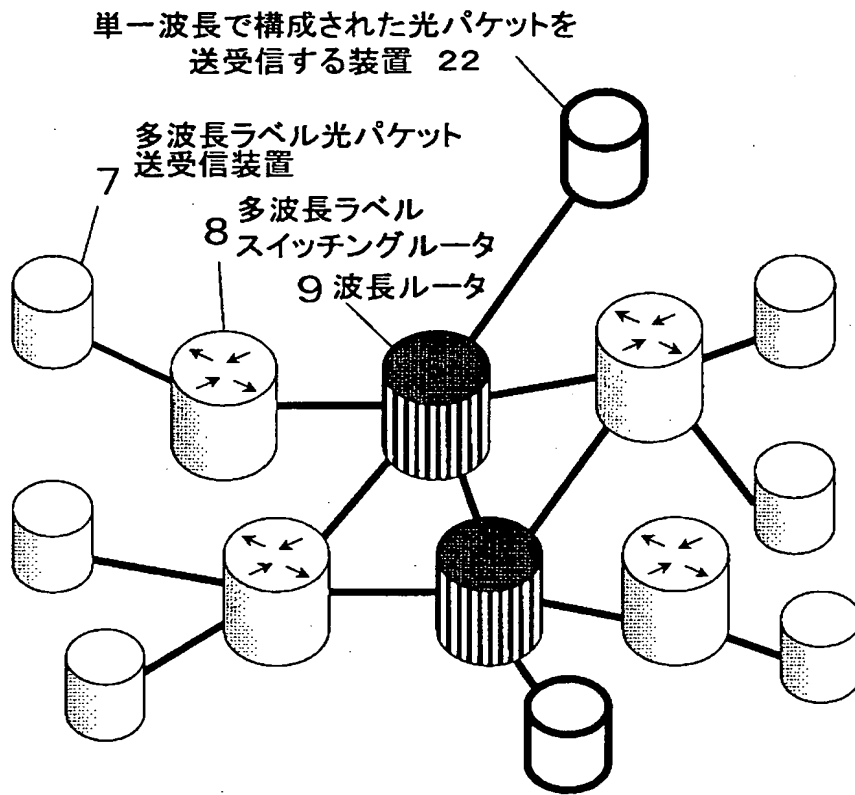 単一波長で構成された光パケットを
送受信する装置 22
多波長ラベル光パケット
送受信装置
7
多波長ラベル
スイッチングルータ
8
9 波長ルータ